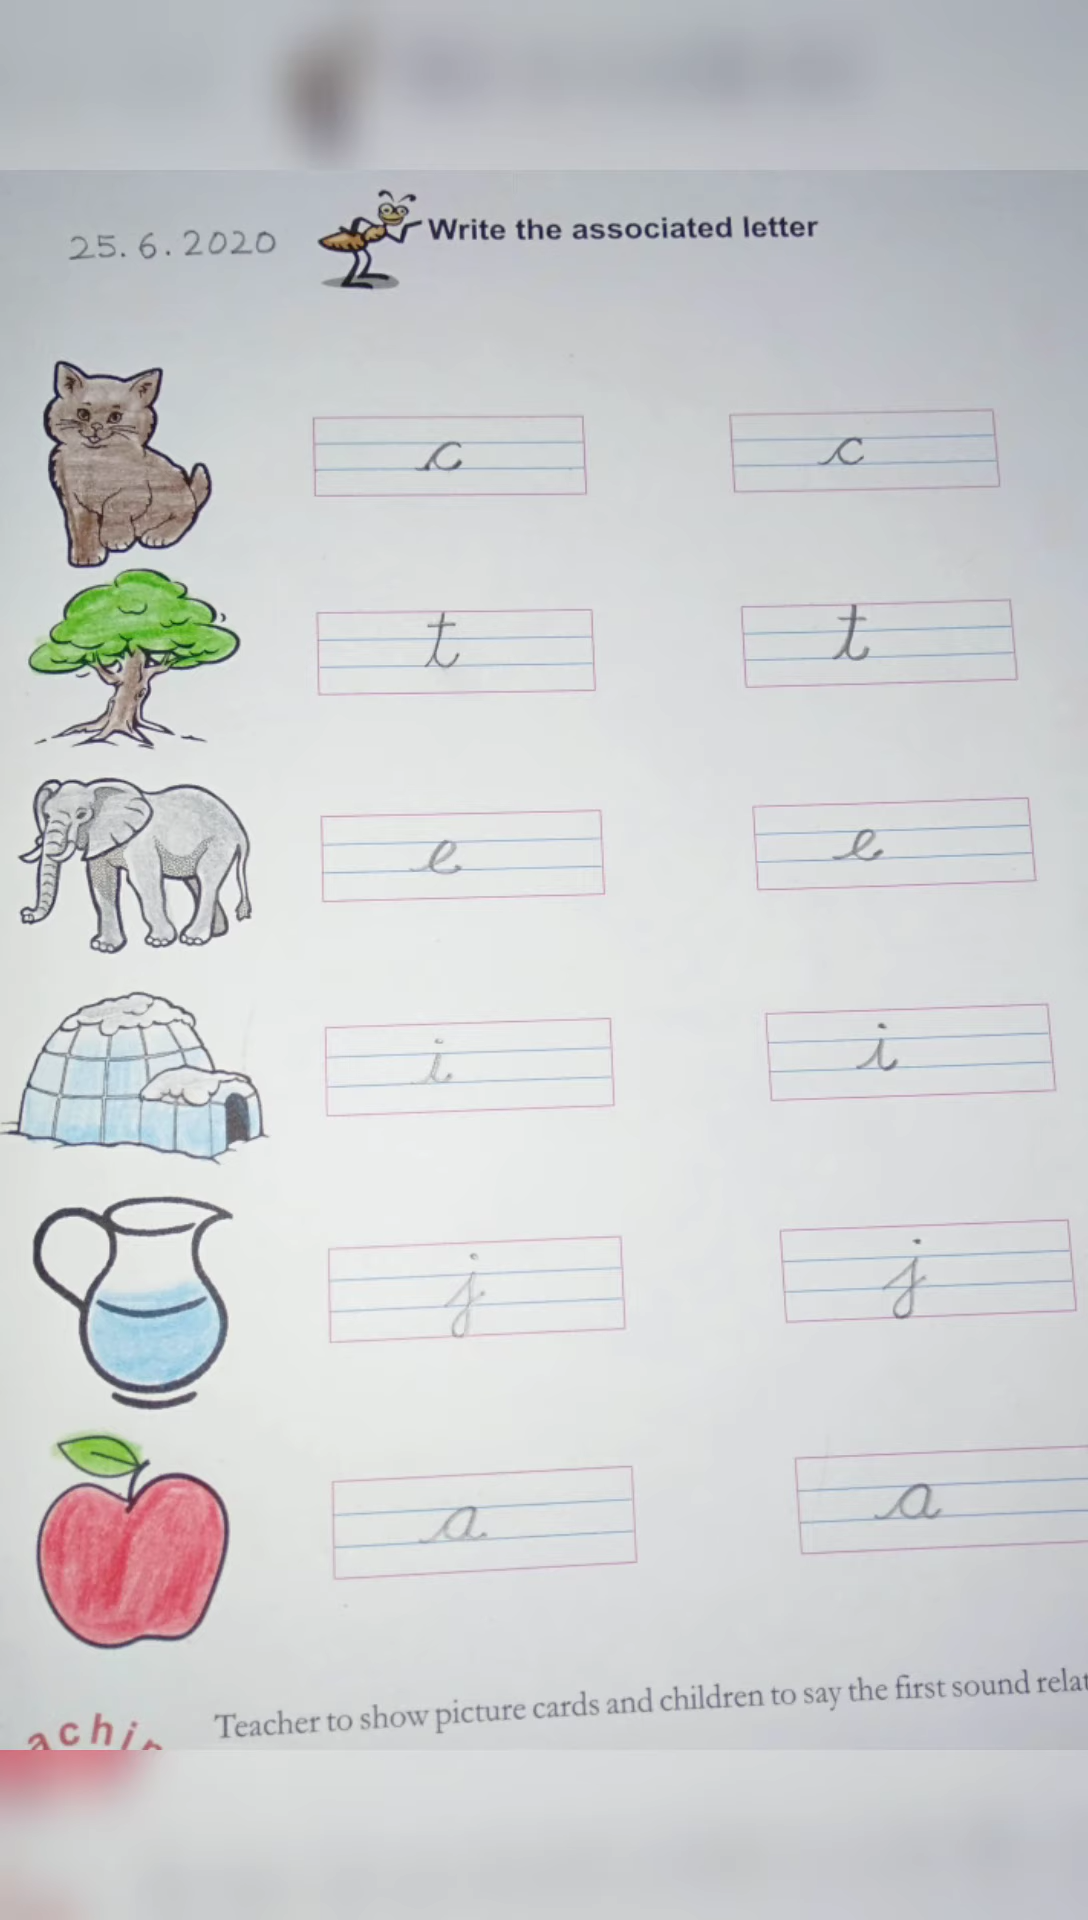 25.6.2020
Write the associated letter
c c
t t
e e
i i
j j
a a
Teacher to show picture cards and children to say the first sound